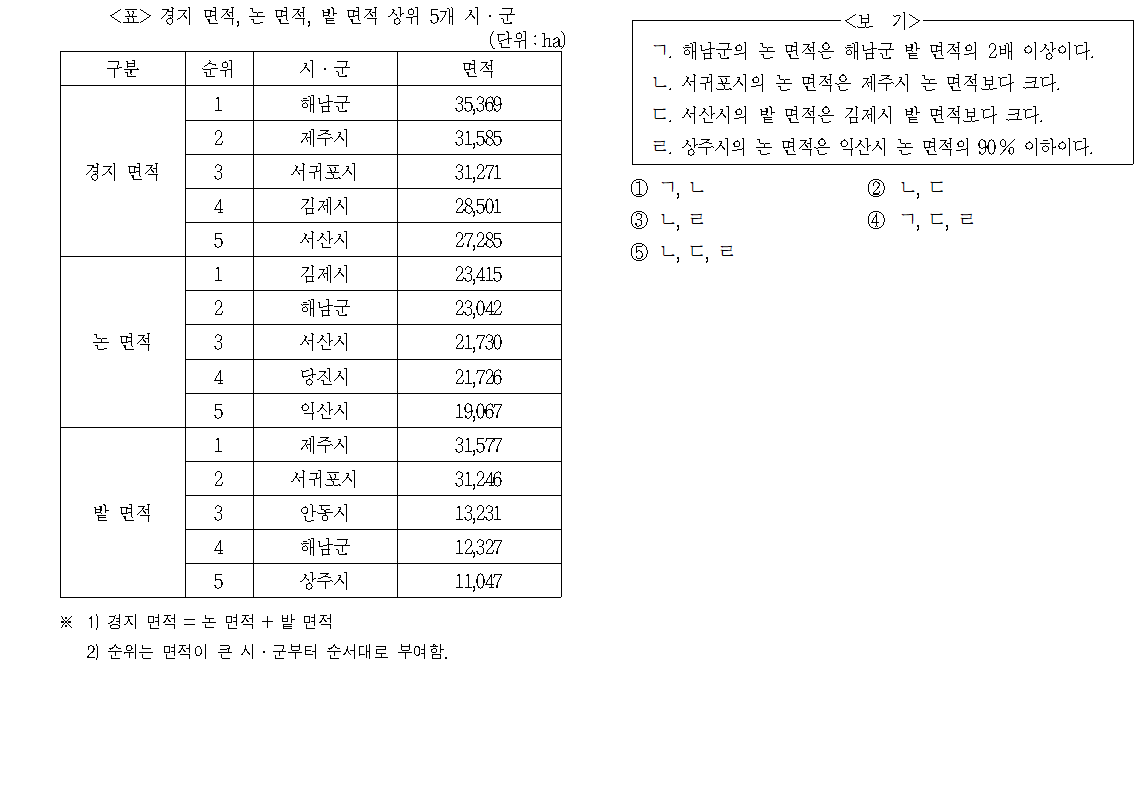 <표> 경지 면적, 논 면적, 밭 면적 상위 5개 시·군
(단위 : ha)
구분 순위 시·군 면적
경지 면적
1 해남군 35,369
2 제주시 31,585
3 서귀포시 31,271
4 김제시 28,501
5 서산시 27,285
논 면적
1 김제시 23,415
2 해남군 23,042
3 서산시 21,730
4 당진시 21,726
5 익산시 19,067
밭 면적
1 제주시 31,577
2 서귀포시 31,246
3 안동시 13,231
4 해남군 12,327
5 상주시 11,047
※ 1) 경지 면적 = 논 면적 + 밭 면적
2) 순위는 면적이 큰 시·군부터 순서대로 부여함.
<보 기>
ㄱ. 해남군의 논 면적은 해남군 밭 면적의 2배 이상이다.
ㄴ. 서귀포시의 논 면적은 제주시 논 면적보다 크다.
ㄷ. 서산시의 밭 면적은 김제시 밭 면적보다 크다.
ㄹ. 상주시의 논 면적은 익산시 논 면적의 90% 이하이다.
① ㄱ, ㄴ ② ㄴ, ㄷ
③ ㄴ, ㄹ ④ ㄱ, ㄷ, ㄹ
⑤ ㄴ, ㄷ, ㄹ